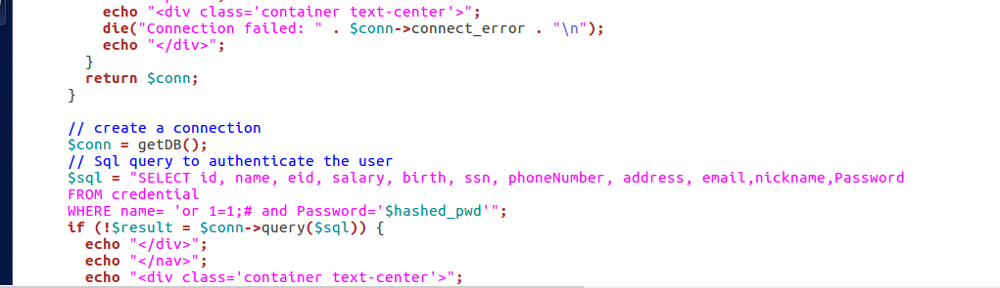 echo "<div class='container text-center'>";
die("Connection failed: " . $conn->connect_error . "\n");
echo "</div>";
}
return $conn;
}
// create a connection
$conn = getDB();
// Sql query to authenticate the user
$sql = "SELECT id, name, eid, salary, birth, ssn, phoneNumber, address, email,nickname,Password
FROM credential
WHERE name= 'or 1=1;# and Password='$hashed_pwd'";
if (!$result = $conn->query($sql)) {
echo "</div>";
echo "</nav>";
echo "<div class='container text-center'>";